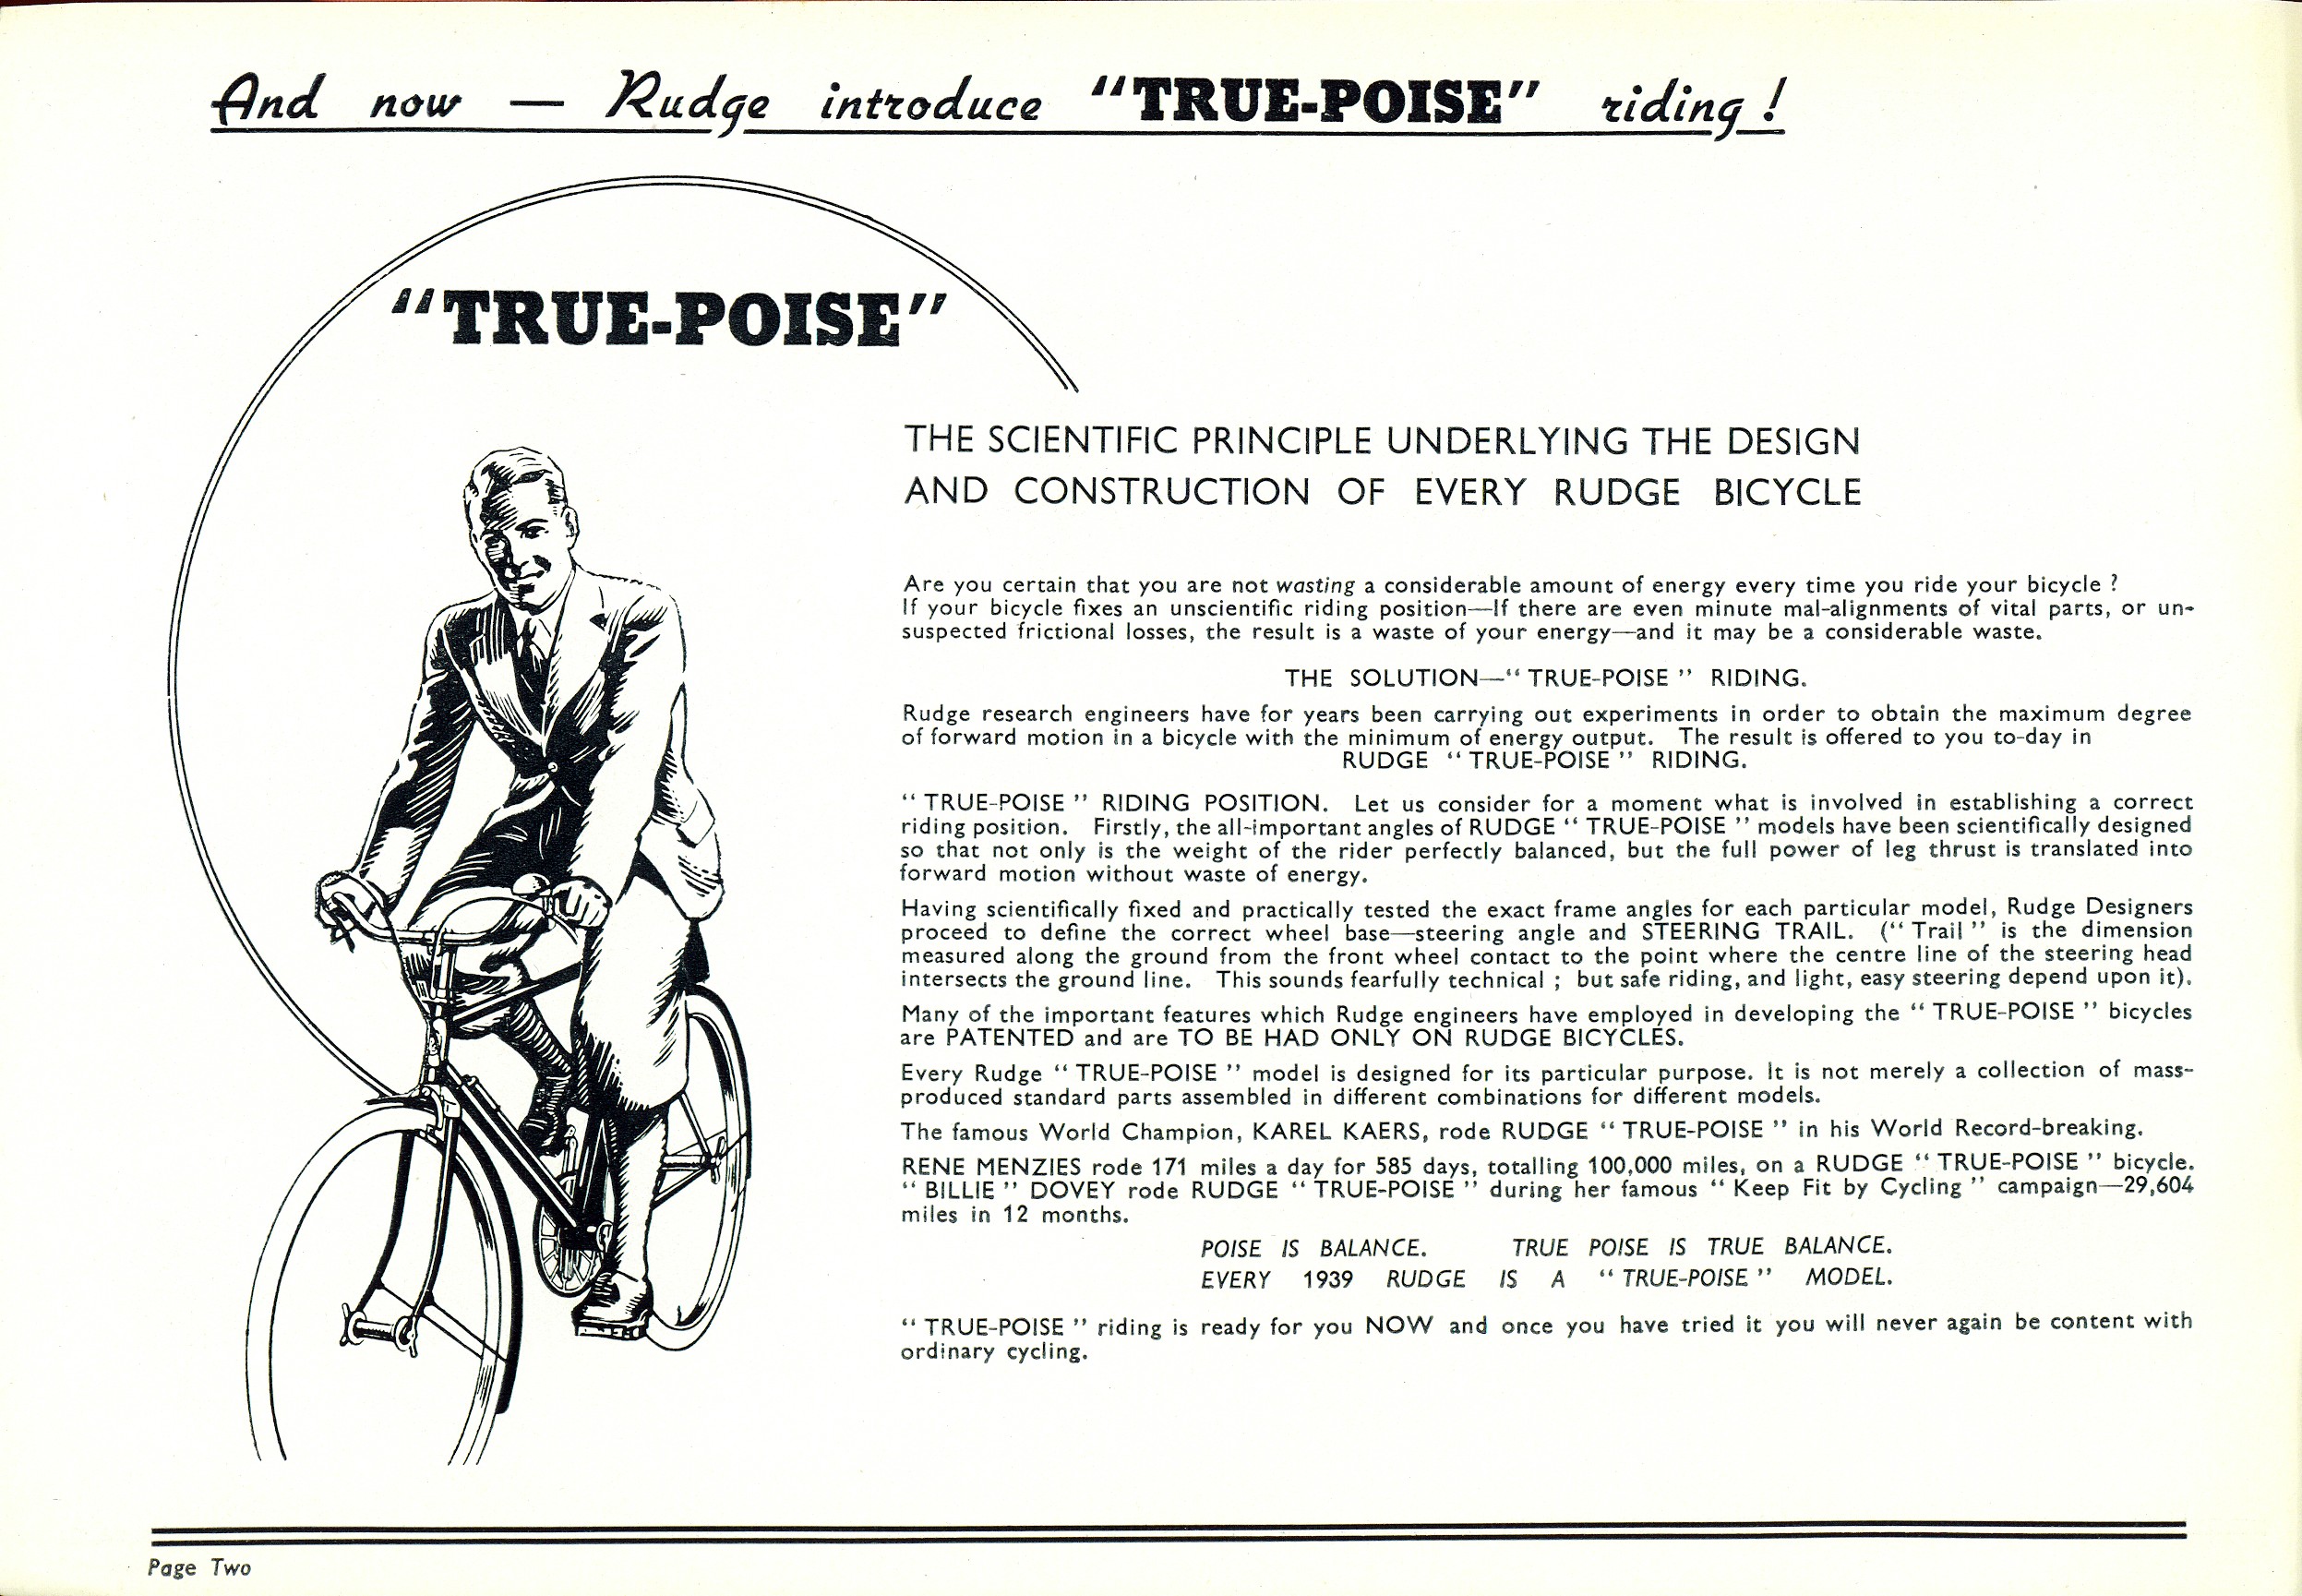 And now — Rudge introduce “TRUE-POISE” riding !
“TRUE-POISE”
THE SCIENTIFIC PRINCIPLE UNDERLYING THE DESIGN
AND CONSTRUCTION OF EVERY RUDGE BICYCLE
Are you certain that you are not wasting a considerable amount of energy every time you ride your bicycle ?
If your bicycle fixes an unscientific riding position—If there are even minute mal-alignments of vital parts, or un-
suspected frictional losses, the result is a waste of your energy—and it may be a considerable waste.
THE SOLUTION—“ TRUE-POISE ” RIDING.
Rudge research engineers have for years been carrying out experiments in order to obtain the maximum degree
of forward motion in a bicycle with the minimum of energy output. The result is offered to you to-day in
RUDGE “ TRUE-POISE ” RIDING.
“ TRUE-POISE ” RIDING POSITION. Let us consider for a moment what is involved in establishing a correct
riding position. Firstly, the all-important angles of RUDGE “ TRUE-POISE ” models have been scientifically designed
so that not only is the weight of the rider perfectly balanced, but the full power of leg thrust is translated into
forward motion without waste of energy.
Having scientifically fixed and practically tested the exact frame angles for each particular model, Rudge Designers
proceed to define the correct wheel base—steering angle and STEERING TRAIL. (“ Trail ” is the dimension
measured along the ground from the front wheel contact to the point where the centre line of the steering head
intersects the ground line. This sounds fearfully technical ; but safe riding, and light, easy steering depend upon it).
Many of the important features which Rudge engineers have employed in developing the “ TRUE-POISE ” bicycles
are PATENTED and are TO BE HAD ONLY ON RUDGE BICYCLES.
Every Rudge “ TRUE-POISE ” model is designed for its particular purpose. It is not merely a collection of mass-
produced standard parts assembled in different combinations for different models.
The famous World Champion, KAREL KAERS, rode RUDGE “ TRUE-POISE ” in his World Record-breaking.
RENE MENZIES rode 171 miles a day for 585 days, totalling 100,000 miles, on a RUDGE “ TRUE-POISE ” bicycle.
“ BILLIE ” DOVEY rode RUDGE “ TRUE-POISE ” during her famous “ Keep Fit by Cycling ” campaign—29,604
miles in 12 months.
POISE IS BALANCE. TRUE POISE IS TRUE BALANCE.
EVERY 1939 RUDGE IS A “ TRUE-POISE ” MODEL.
“ TRUE-POISE ” riding is ready for you NOW and once you have tried it you will never again be content with
ordinary cycling.
Page Two